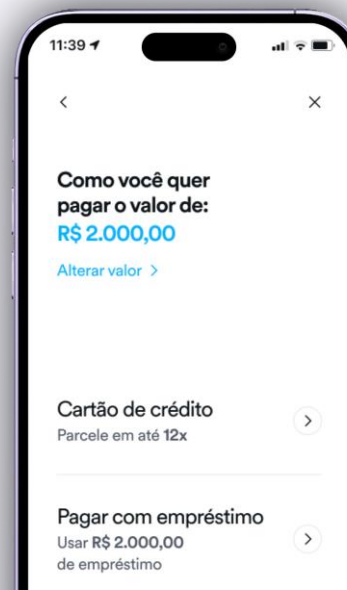 11:39
Como você quer
pagar o valor de:
R$ 2.000,00
Alterar valor >
Cartão de crédito
Parcele em até 12x
Pagar com empréstimo
Usar R$ 2.000,00
de empréstimo